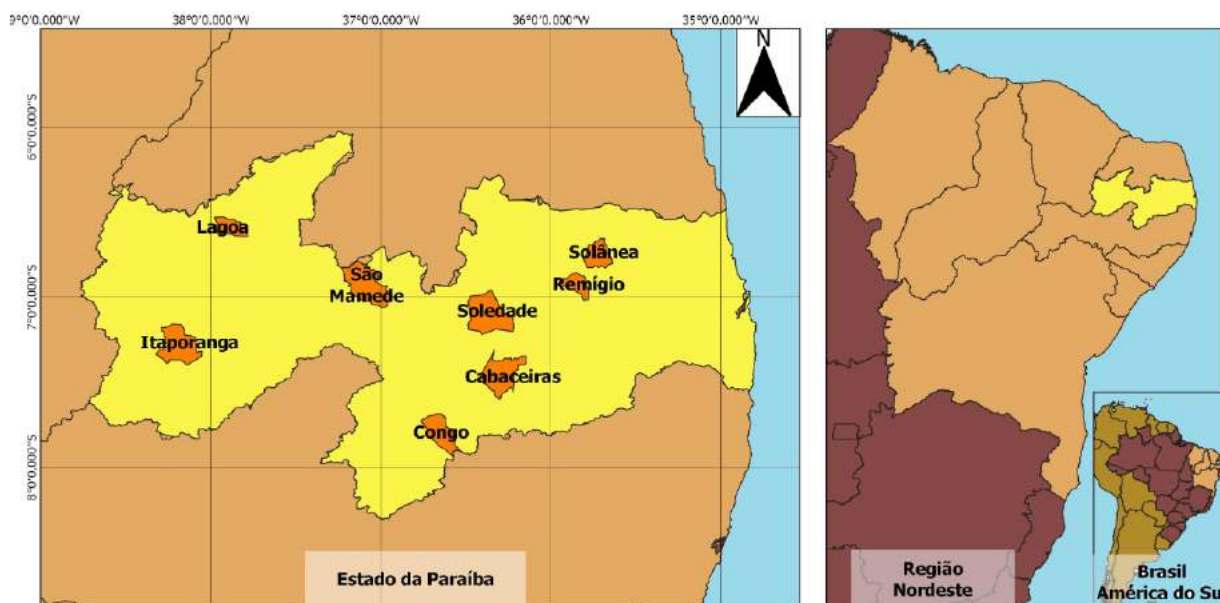 9°0'0.000"W 38°0'0.000"W 37°0'0.000"W 36°0'0.000"W 35°0'0.000"W
N
6°0'0.000"S
Lagoa
Solânea
São
Mamede
Remígio
7°0'0.000"S
Soledade
Itaporanga
Cabaceiras
Congo
8°0'0.000"S
Estado da Paraíba
Região
Nordeste
Brasil
América do Su